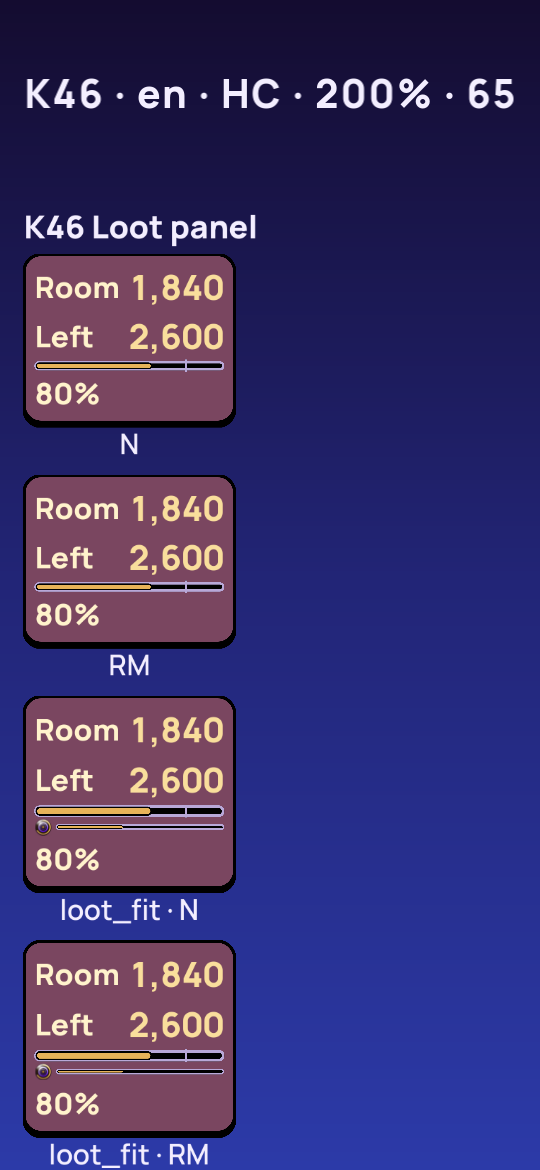 K46 · en · HC · 200% · 65
K46 Loot panel
Room 1,840
Left 2,600
80%
N
Room 1,840
Left 2,600
80%
RM
Room 1,840
Left 2,600
80%
loot_fit · N
Room 1,840
Left 2,600
80%
loot_fit · RM